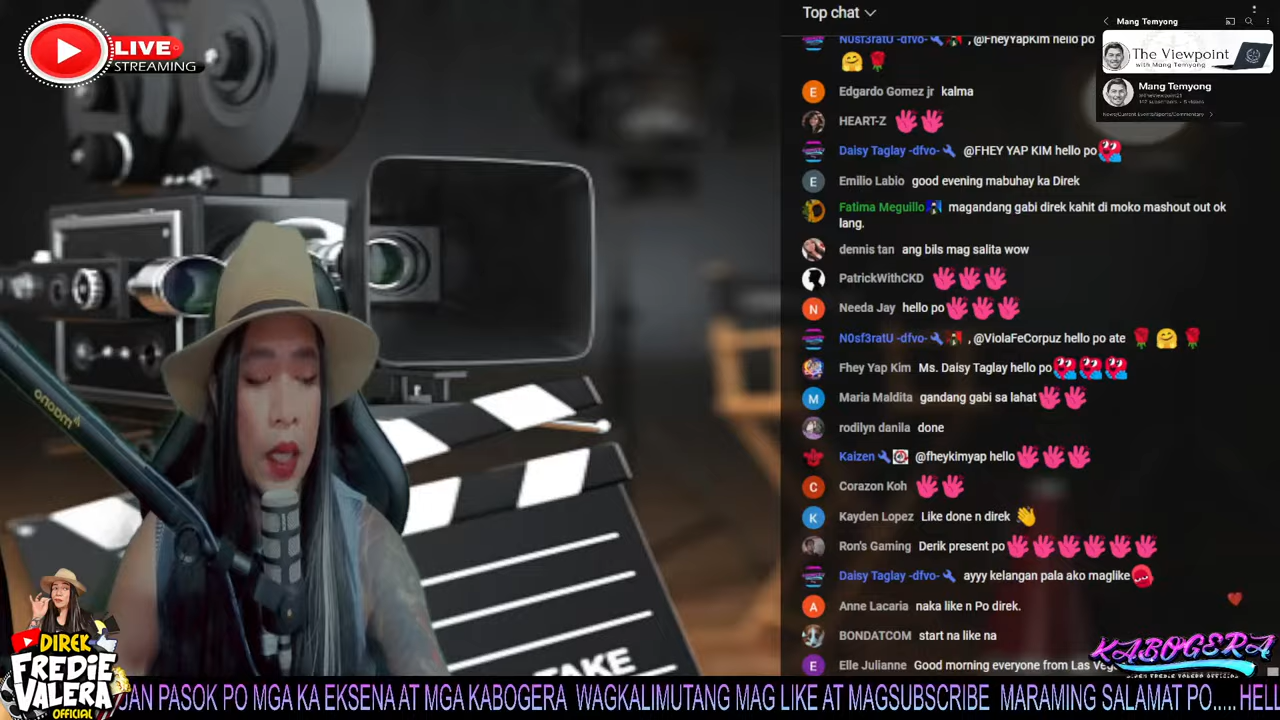 LIVE
STREAMING
Top chat
Mang Temyong
The Viewpoint
with Mang Temyong
Mang Temyong
N0sf3ratU -dfvo- , @FheyYapKim hello po
Edgardo Gomez jr kalma
HEART-Z
Daisy Taglay -dfvo- @FHEY YAP KIM hello po
Emilio Labio good evening mabuhay ka Direk
Fatima Meguillo magandang gabi direk kahit di moko mashout out ok
lang.
dennis tan ang bils mag salita wow
PatrickWithCKD
Needa Jay hello po
N0sf3ratU -dfvo- , @ViolaFeCorpuz hello po ate
Fhey Yap Kim Ms. Daisy Taglay hello po
Maria Maldita gandang gabi sa lahat
rodilyn danila done
Kaizen @fheykimyap hello
Corazon Koh
Kayden Lopez Like done n direk
Ron's Gaming Derik present po
Daisy Taglay -dfvo- ayyy kelangan pala ako maglike
Anne Lacaria naka like n Po direk.
BONDATCOM start na like na
Elle Julianne Good morning everyone from Las Veg
maono
TAKE
KABOGERA
DIREK FREDIE VALERA OFFICIAL
DIREK
FREDIE
VALERA
OFFICIAL
JAN PASOK PO MGA KA EKSENA AT MGA KABOGERA WAGKALIMUTANG MAG LIKE AT MAGSUBSCRIBE MARAMING SALAMAT PO..... HELL